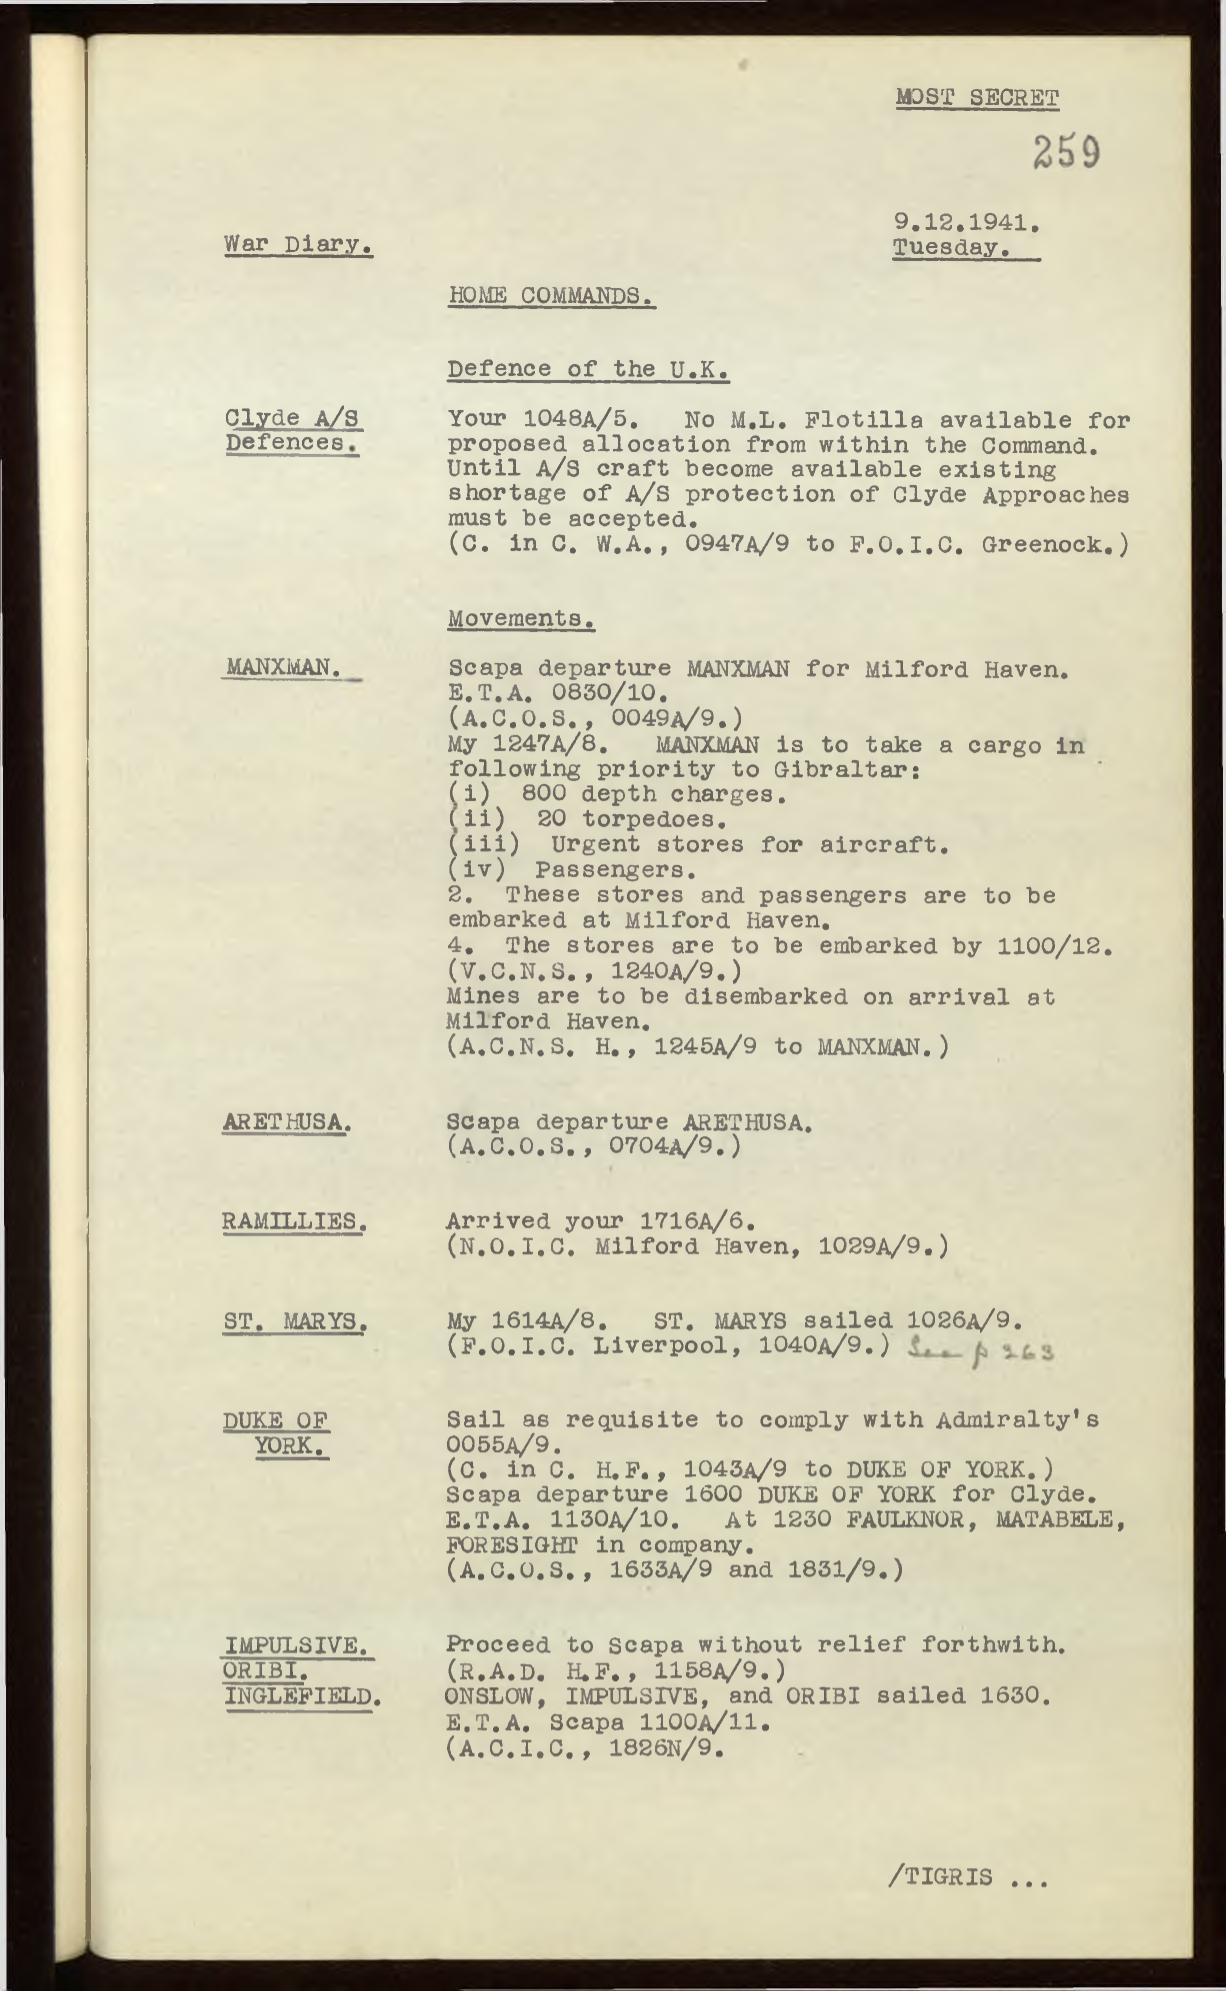 MOST SECRET
259
9.12.1941.
War Diary.
Tuesday.
HOME COMMANDS.
Defence of the U.K.
Clyde A/S
Defences.
Your 1048A/5. No M.L. Flotilla available for
proposed allocation from within the Command.
Until A/S craft become available existing
shortage of A/S protection of Clyde Approaches
must be accepted.
(C. in C. W.A., 0947A/9 to F.O.I.C. Greenock.)
Movements.
MANXMAN.
Scapa departure MANXMAN for Milford Haven.
E.T.A. 0830/10.
(A.C.O.S., 0049A/9.)
My 1247A/8. MANXMAN is to take a cargo in
following priority to Gibraltar:
(i) 800 depth charges.
(ii) 20 torpedoes.
(iii) Urgent stores for aircraft.
(iv) Passengers.
2. These stores and passengers are to be
embarked at Milford Haven.
4. The stores are to be embarked by 1100/12.
(V.C.N.S., 1240A/9.)
Mines are to be disembarked on arrival at
Milford Haven.
(A.C.N.S. H., 1245A/9 to MANXMAN.)
ARETHUSA.
Scapa departure ARETHUSA.
(A.C.O.S., 0704A/9.)
RAMILLIES.
Arrived your 1716A/6.
(N.O.I.C. Milford Haven, 1029A/9.)
ST. MARYS.
My 1614A/8. ST. MARYS sailed 1026A/9.
(F.O.I.C. Liverpool, 1040A/9.) See p 263
DUKE OF
YORK.
Sail as requisite to comply with Admiralty's
0055A/9.
(C. in C. H.F., 1043A/9 to DUKE OF YORK.)
Scapa departure 1600 DUKE OF YORK for Clyde.
E.T.A. 1130A/10. At 1230 FAULKNOR, MATABELE,
FORESIGHT in company.
(A.C.O.S., 1633A/9 and 1831/9.)
IMPULSIVE.
ORIBI.
INGLEFIELD.
Proceed to Scapa without relief forthwith.
(R.A.D. H.F., 1158A/9.)
ONSLOW, IMPULSIVE, and ORIBI sailed 1630.
E.T.A. Scapa 1100A/11.
(A.C.I.C., 1826N/9.
/TIGRIS ...